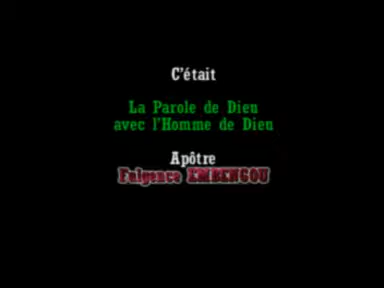 C'était
La Parole de Dieu
avec l'Homme de Dieu
Apôtre
Fulgence EMBENGOU